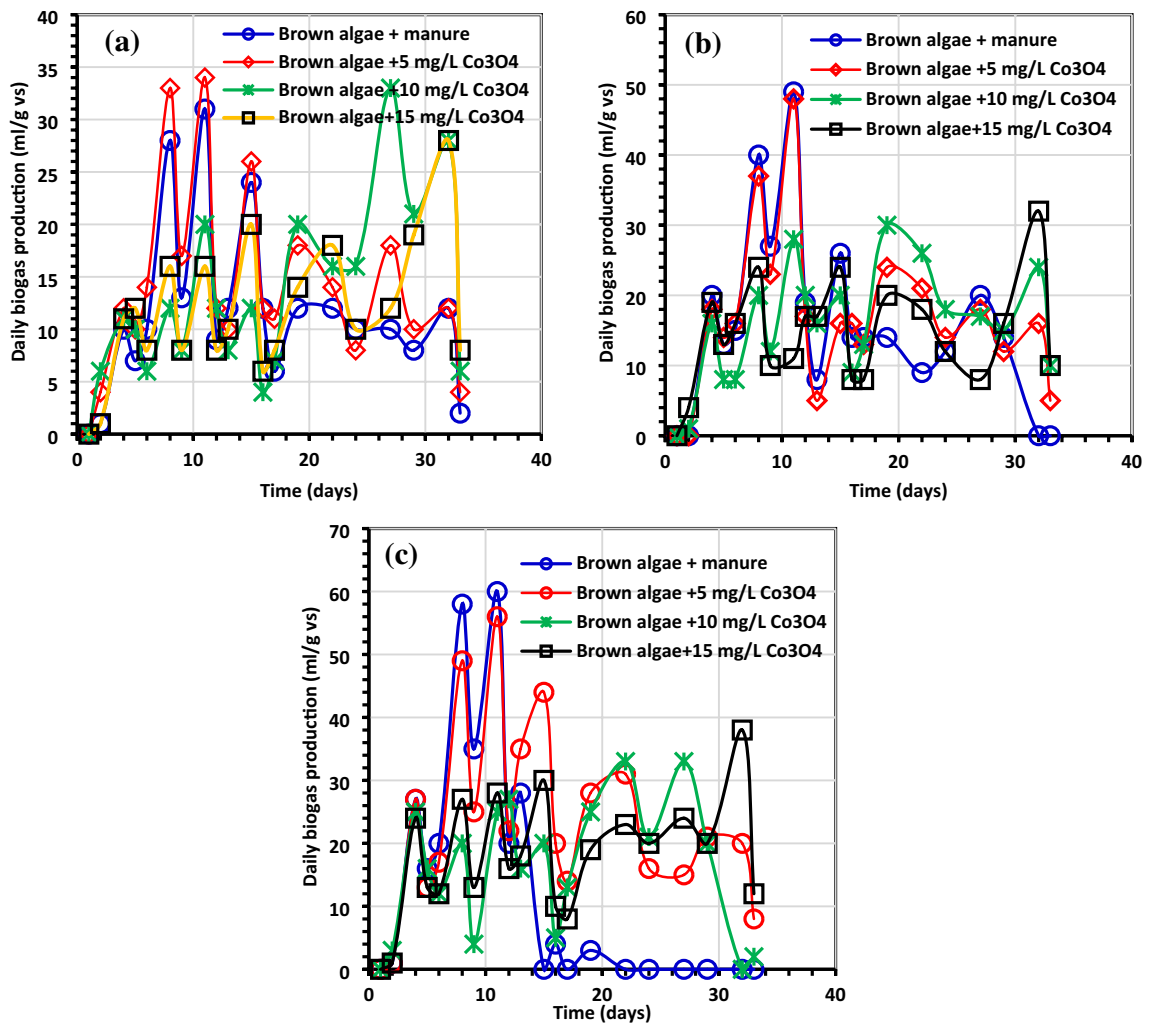 (a)
Brown algae + manure
Brown algae +5 mg/L Co3O4
Brown algae +10 mg/L Co3O4
Brown algae+15 mg/L Co3O4
Daily biogas production (ml/g vs)
40
35
30
25
20
15
10
5
0
0 10 20 30 40
Time (days)
(b)
Brown algae + manure
Brown algae +5 mg/L Co3O4
Brown algae +10 mg/L Co3O4
Brown algae+15 mg/L Co3O4
Daily biogas production (ml/g vs)
60
50
40
30
20
10
0
0 10 20 30 40
Time (days)
(c)
Brown algae + manure
Brown algae +5 mg/L Co3O4
Brown algae +10 mg/L Co3O4
Brown algae+15 mg/L Co3O4
Daily biogas production (ml/g vs)
70
60
50
40
30
20
10
0
0 10 20 30 40
Time (days)